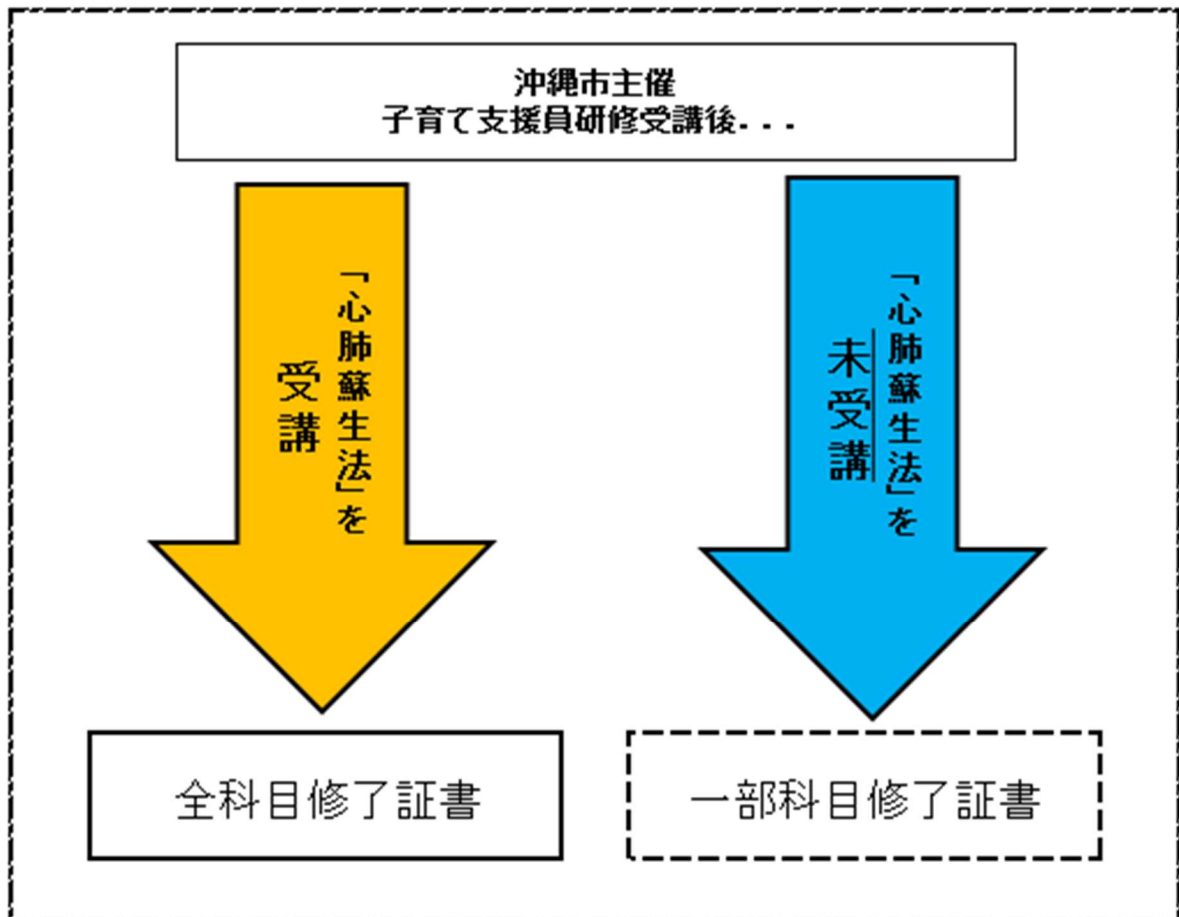 沖縄市主催
子育て支援員研修受講後...
「心肺蘇生法」を
受講
「心肺蘇生法」を
未受講
全科目修了証書
一部科目修了証書